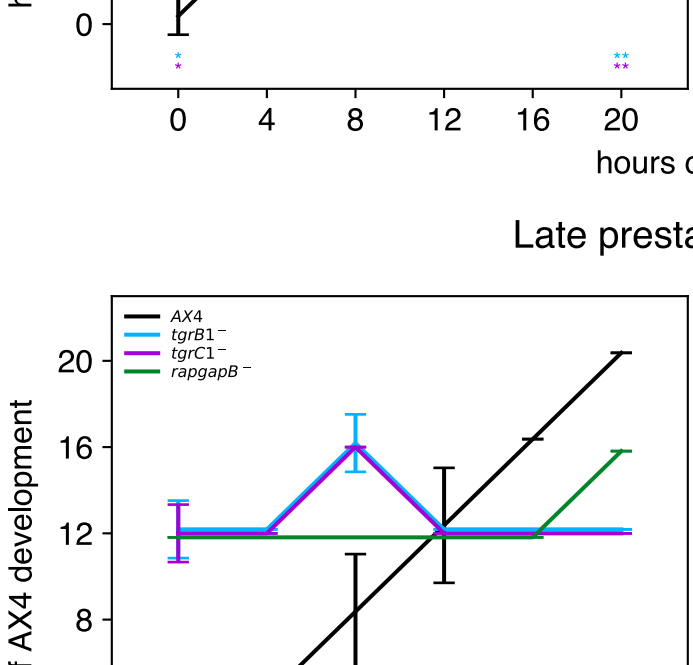 0
* **
* **
0 4 8 12 16 20
hours
Late
AX4
tgrB1⁻
tgrC1⁻
rapgapB⁻
20
16
12
8
AX4 development